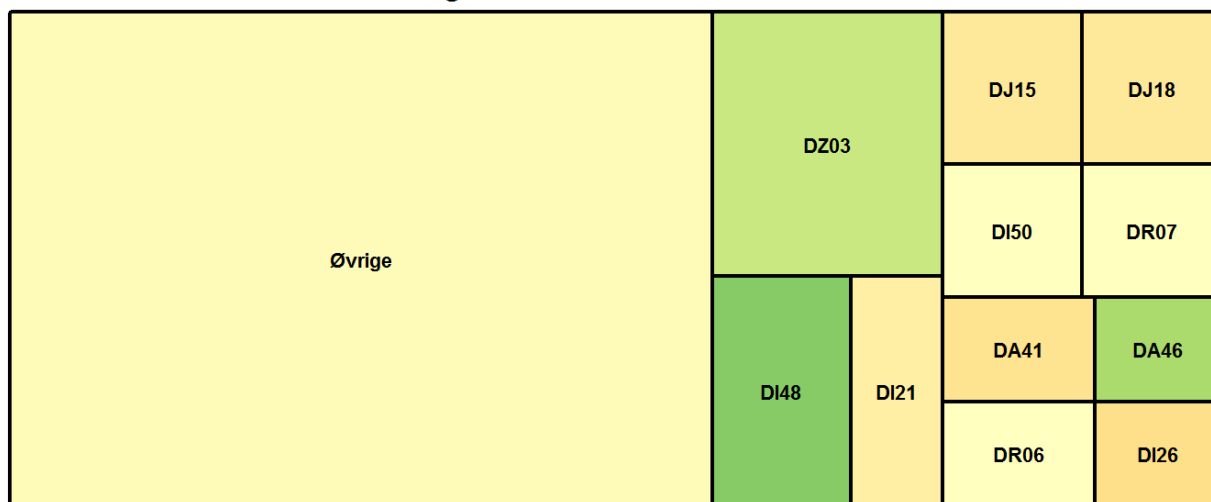 Øvrige
DZ03
DI48
DI21
DJ15
DJ18
DI50
DR07
DA41
DA46
DR06
DI26